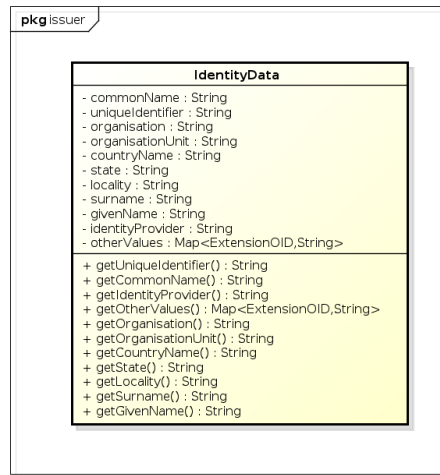 pkg issuer
IdentityData
- commonName : String
- uniqueIdentifier : String
- organisation : String
- organisationUnit : String
- countryName : String
- state : String
- locality : String
- surname : String
- givenName : String
- identityProvider : String
- otherValues : Map<ExtensionOID,String>
+ getUniqueIdentifier() : String
+ getCommonName() : String
+ getIdentityProvider() : String
+ getOtherValues() : Map<ExtensionOID,String>
+ getOrganisation() : String
+ getOrganisationUnit() : String
+ getCountryName() : String
+ getState() : String
+ getLocality() : String
+ getSurname() : String
+ getGivenName() : String